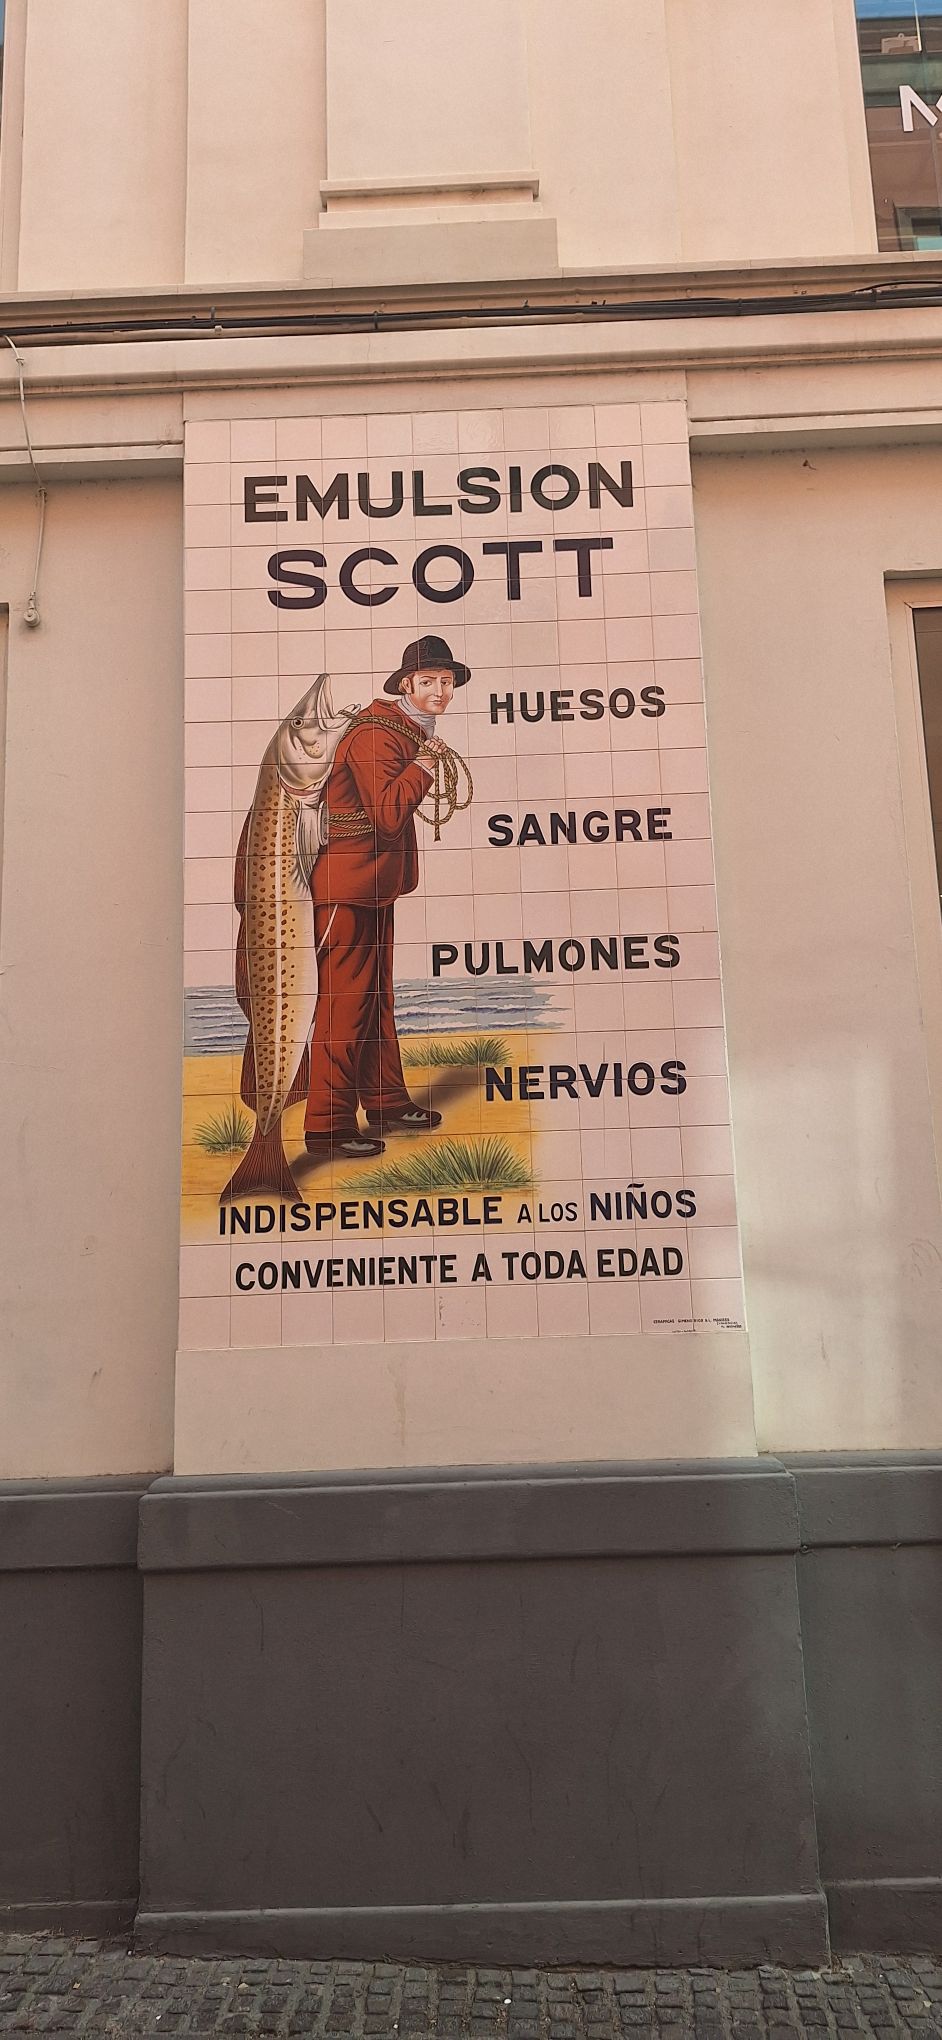 EMULSION
SCOTT
HUESOS
SANGRE
PULMONES
NERVIOS
INDISPENSABLE A LOS NIÑOS
CONVENIENTE A TODA EDAD